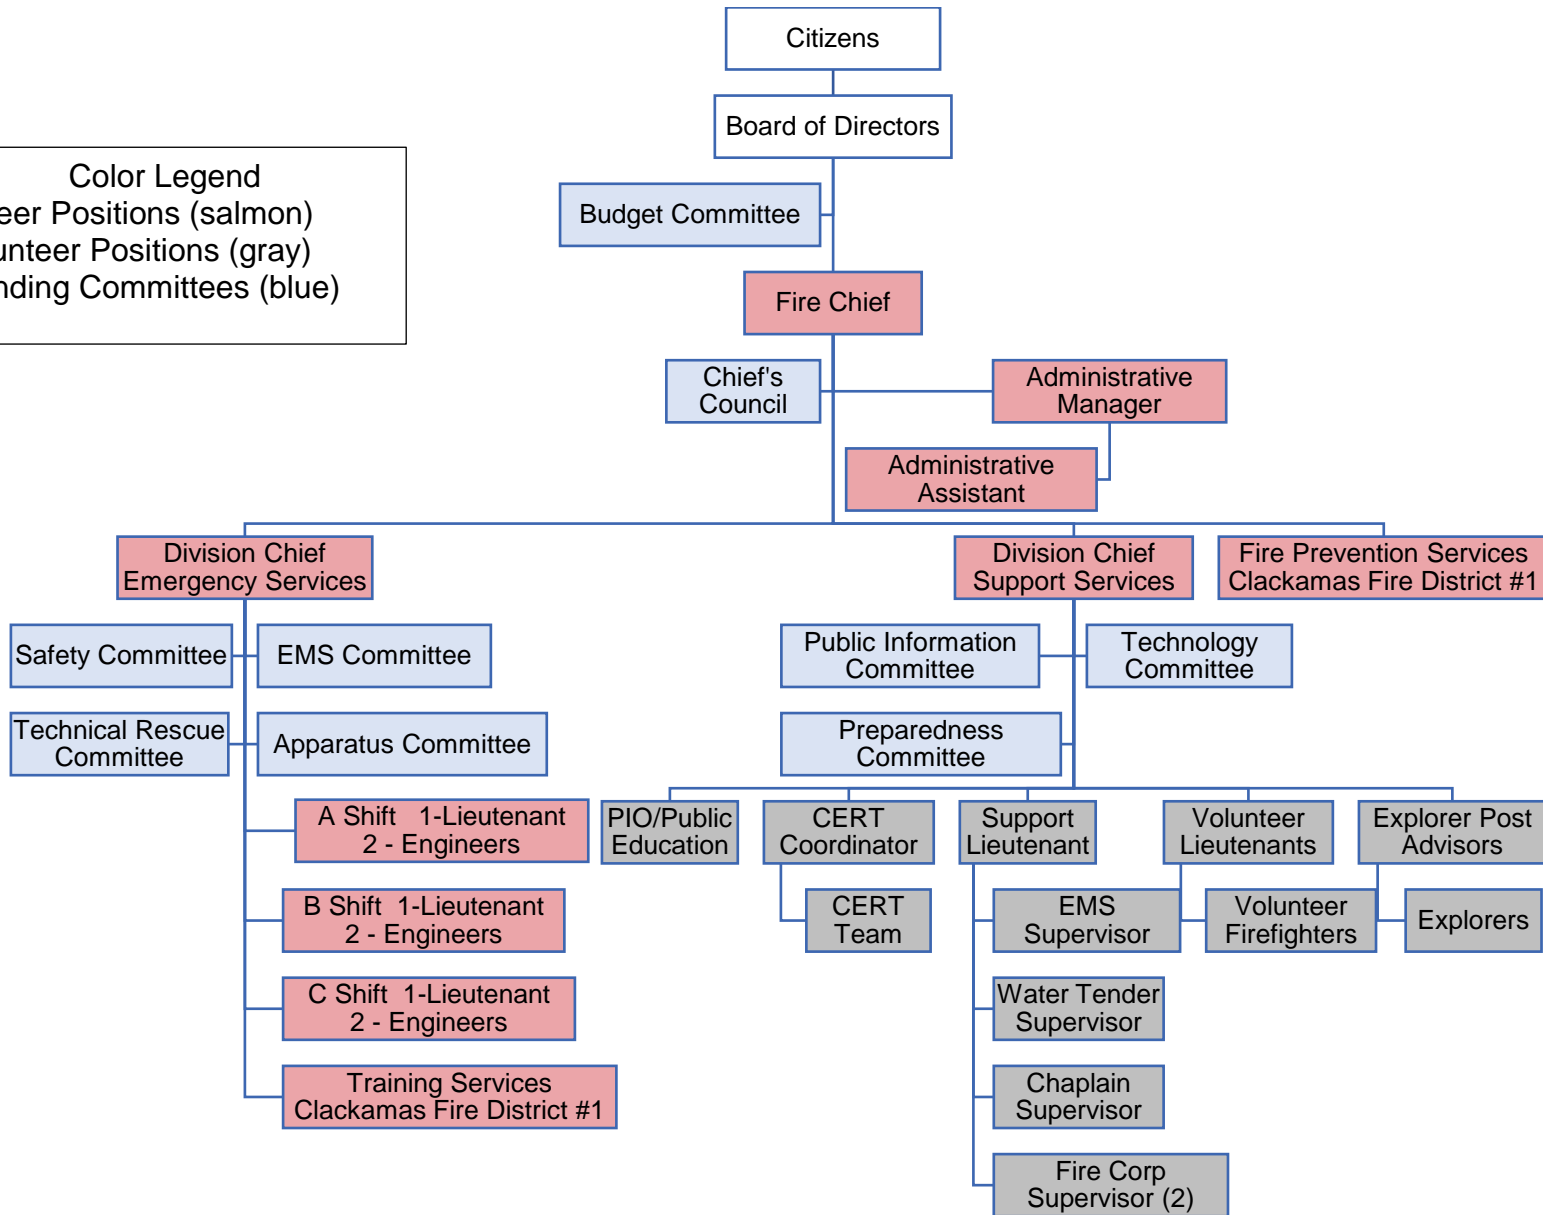 Citizens
Board of Directors
Color Legend
eer Positions (salmon)
unteer Positions (gray)
nding Committees (blue)
Budget Committee
Fire Chief
Chief's
Council
Administrative
Manager
Administrative
Assistant
Division Chief
Emergency Services
Division Chief
Support Services
Fire Prevention Services
Clackamas Fire District #1
Safety Committee
EMS Committee
Public Information
Committee
Technology
Committee
Technical Rescue
Committee
Apparatus Committee
Preparedness
Committee
A Shift 1-Lieutenant
2 - Engineers
PIO/Public
Education
CERT
Coordinator
Support
Lieutenant
Volunteer
Lieutenants
Explorer Post
Advisors
B Shift 1-Lieutenant
2 - Engineers
CERT
Team
EMS
Supervisor
Volunteer
Firefighters
Explorers
C Shift 1-Lieutenant
2 - Engineers
Water Tender
Supervisor
Training Services
Clackamas Fire District #1
Chaplain
Supervisor
Fire Corp
Supervisor (2)